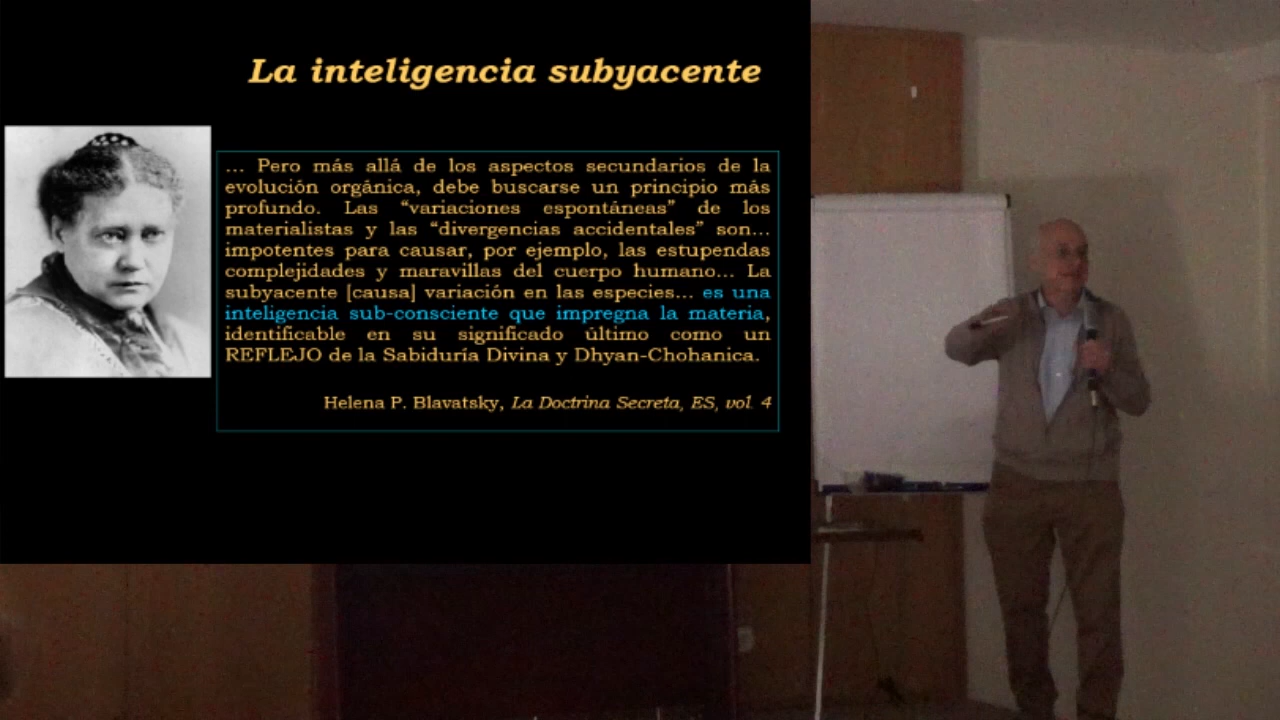 La inteligencia subyacente
... Pero más allá de los aspectos secundarios de la
evolución orgánica, debe buscarse un principio más
profundo. Las “variaciones espontáneas” de los
materialistas y las “divergencias accidentales” son...
impotentes para causar, por ejemplo, las estupendas
complejidades y maravillas del cuerpo humano... La
subyacente [causa] variación en las especies... es una
inteligencia sub-consciente que impregna la materia,
identificable en su significado último como un
REFLEJO de la Sabiduría Divina y Dhyan-Chohanica.
Helena P. Blavatsky, La Doctrina Secreta, ES, vol. 4